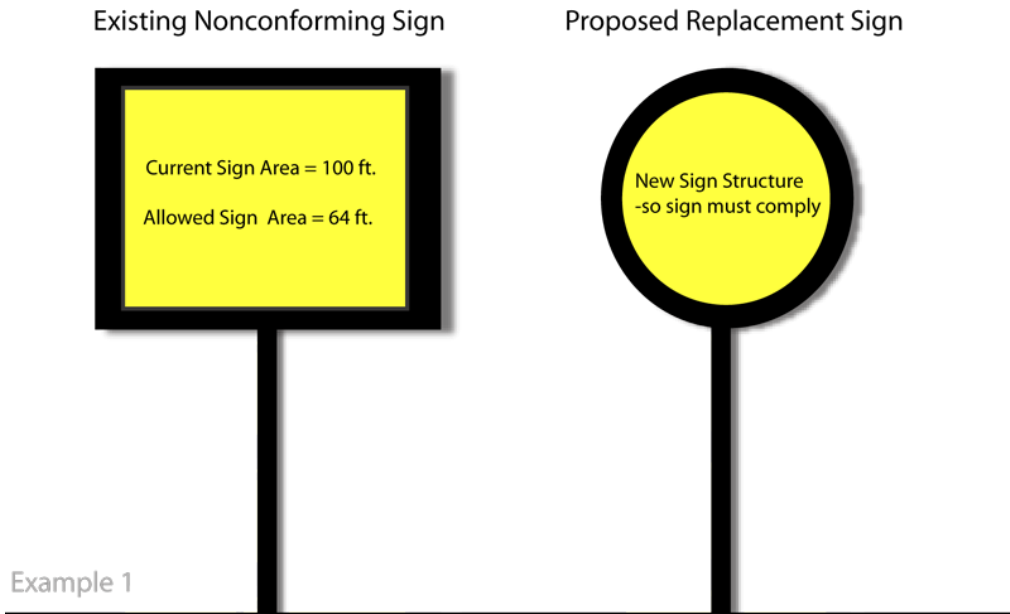 Existing Nonconforming Sign
Proposed Replacement Sign
Current Sign Area = 100 ft.
Allowed Sign Area = 64 ft.
New Sign Structure
-so sign must comply
Example 1